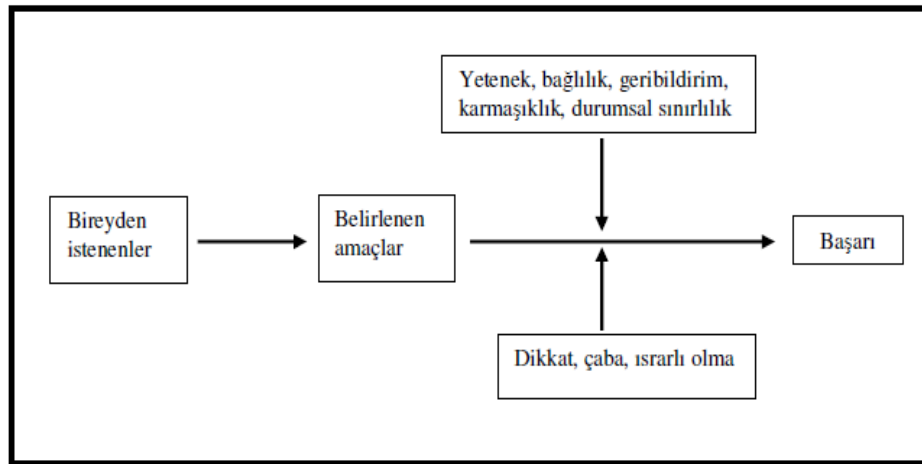 Yetenek, bağlılık, geribildirim,
karmaşıklık, durumsal sınırlılık
Bireyden
istenenler
Belirlenen
amaçlar
Başarı
Dikkat, çaba, ısrarlı olma